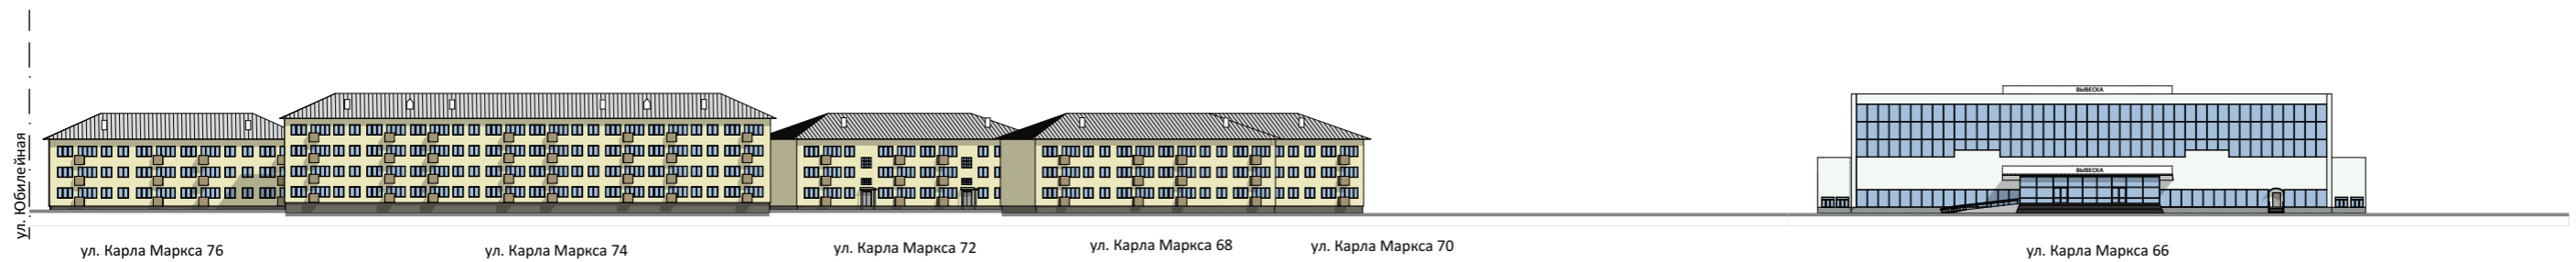 ул. Юбилейная
ВЫВЕСКА
ВЫВЕСКА
ул. Карла Маркса 76
ул. Карла Маркса 74
ул. Карла Маркса 72
ул. Карла Маркса 68
ул. Карла Маркса 70
ул. Карла Маркса 66